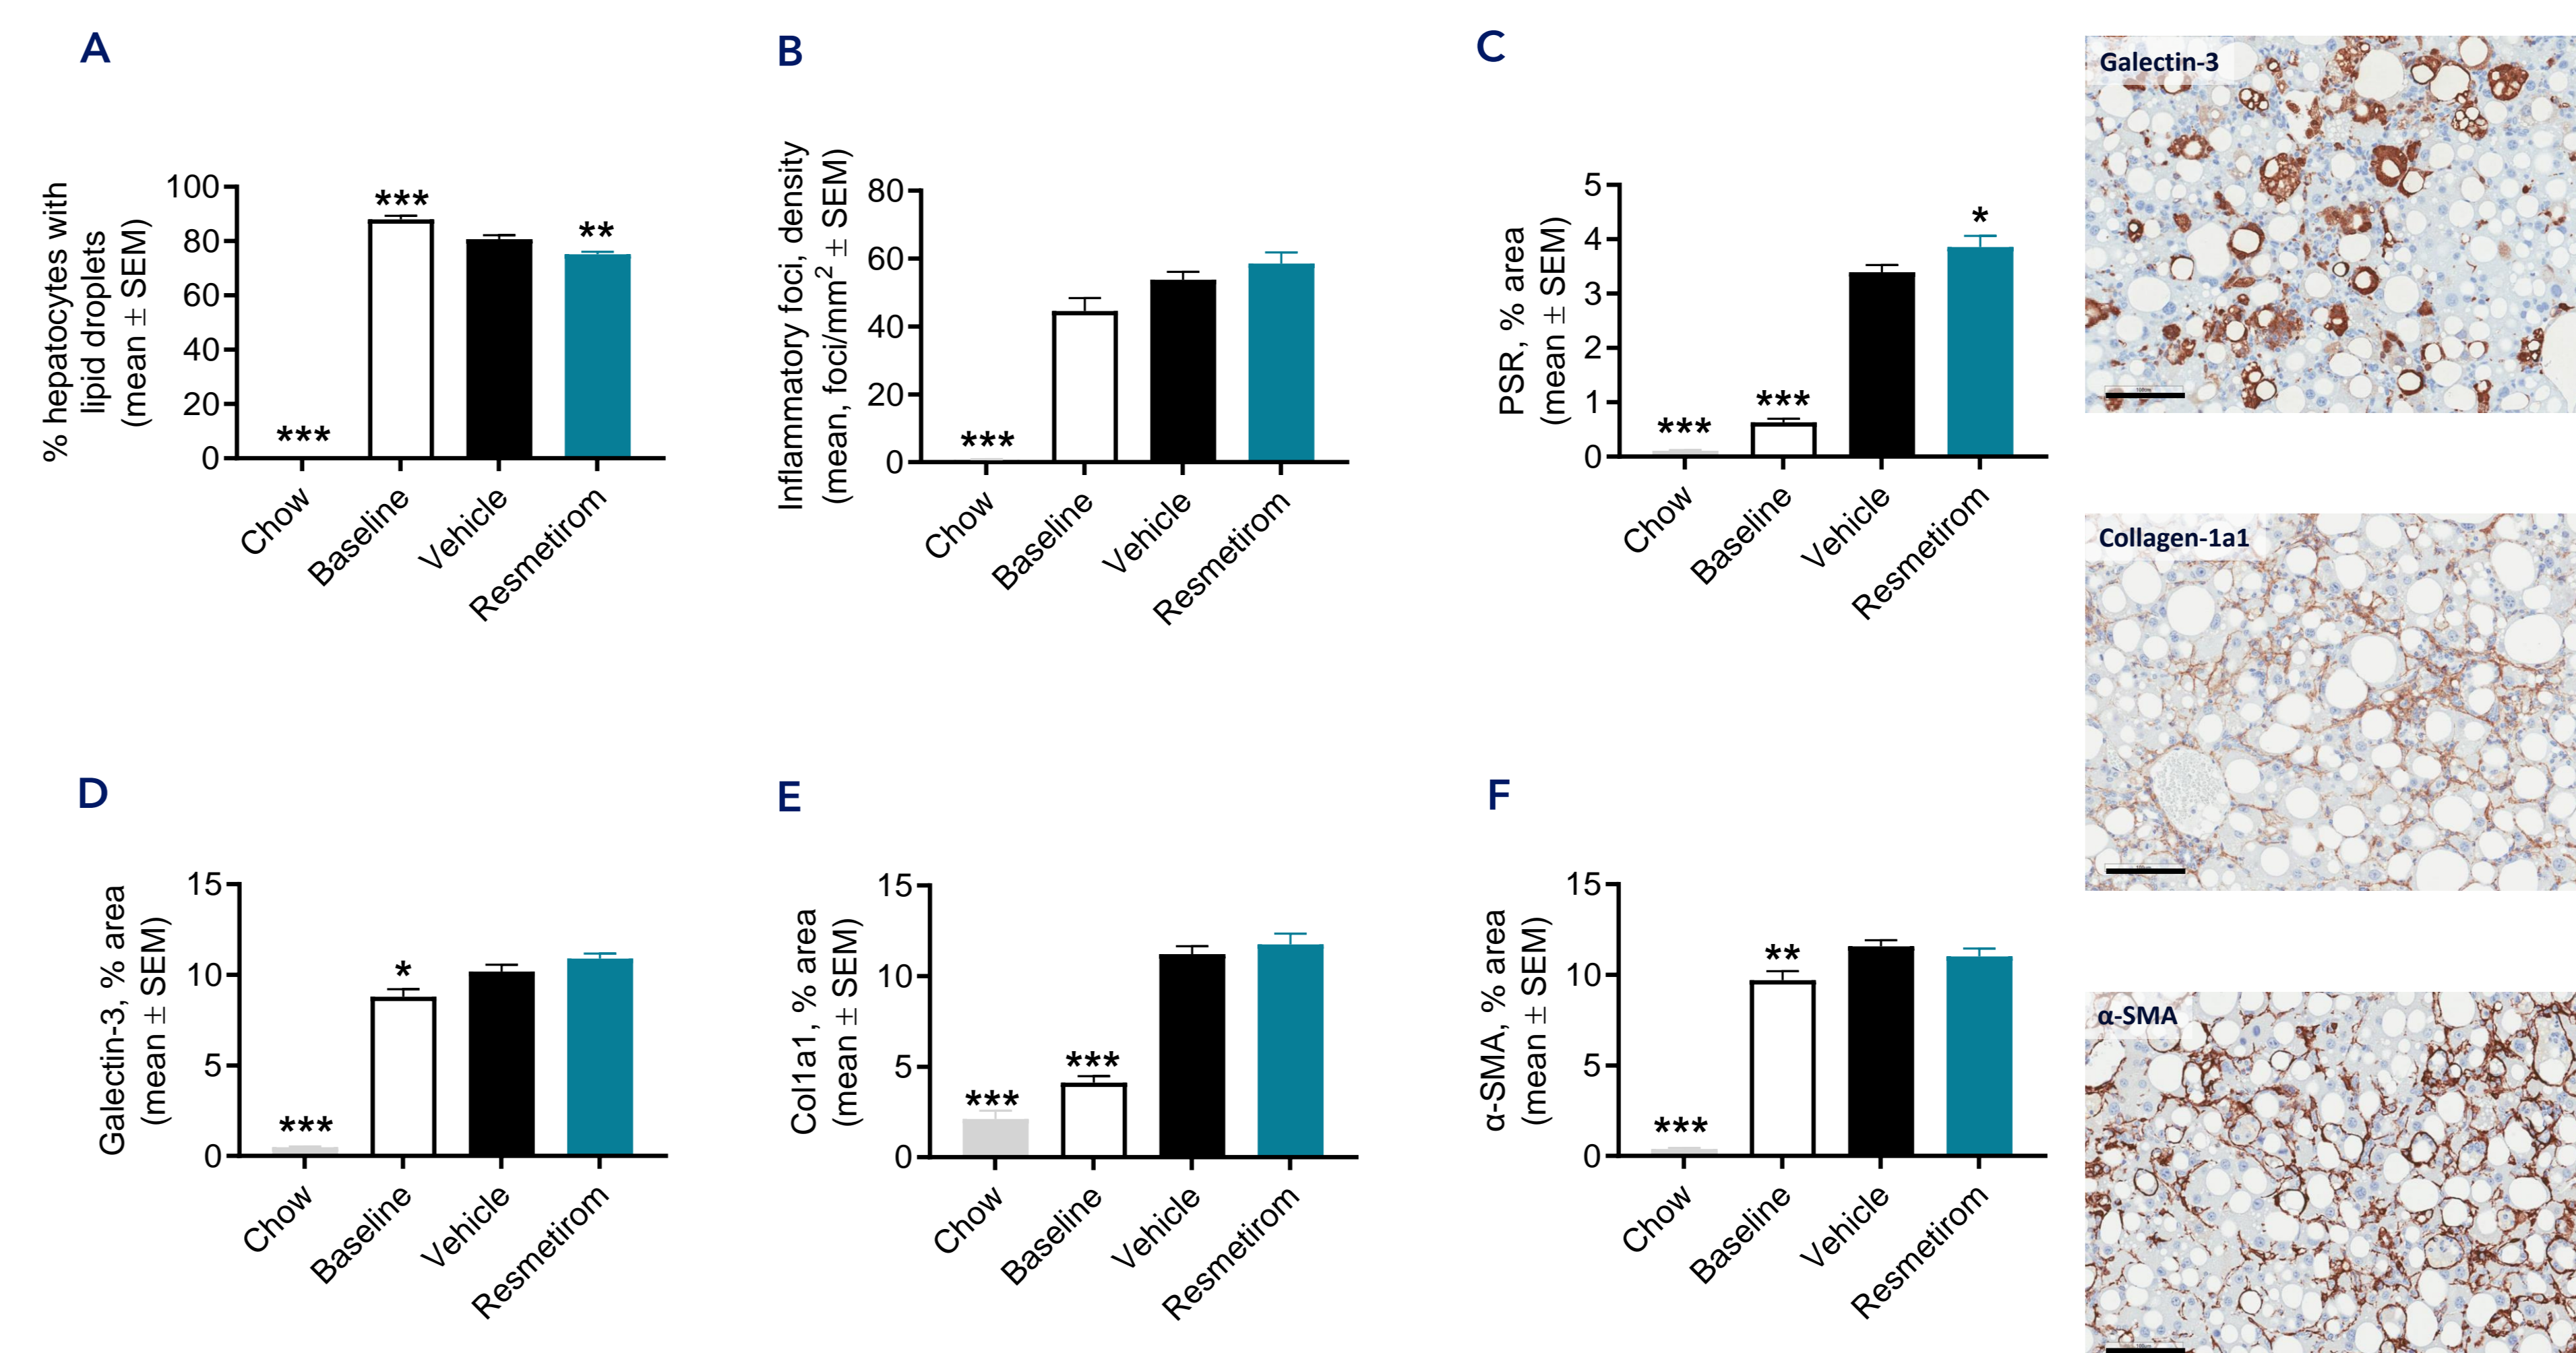 A
% hepatocytes with
lipid droplets
(mean ± SEM)
100
80
60
40
20
0
***
***
**
Chow
Baseline
Vehicle
Resmetirom
B
Inflammatory foci, density
(mean, foci/mm² ± SEM)
80
60
40
20
0
***
Chow
Baseline
Vehicle
Resmetirom
C
PSR, % area
(mean ± SEM)
5
4
3
2
1
0
***
***
*
Chow
Baseline
Vehicle
Resmetirom
Galectin-3
Collagen-1a1
α-SMA
D
Galectin-3, % area
(mean ± SEM)
15
10
5
0
***
*
Chow
Baseline
Vehicle
Resmetirom
E
Col1a1, % area
(mean ± SEM)
15
10
5
0
***
***
Chow
Baseline
Vehicle
Resmetirom
F
α-SMA, % area
(mean ± SEM)
15
10
5
0
***
**
Chow
Baseline
Vehicle
Resmetirom